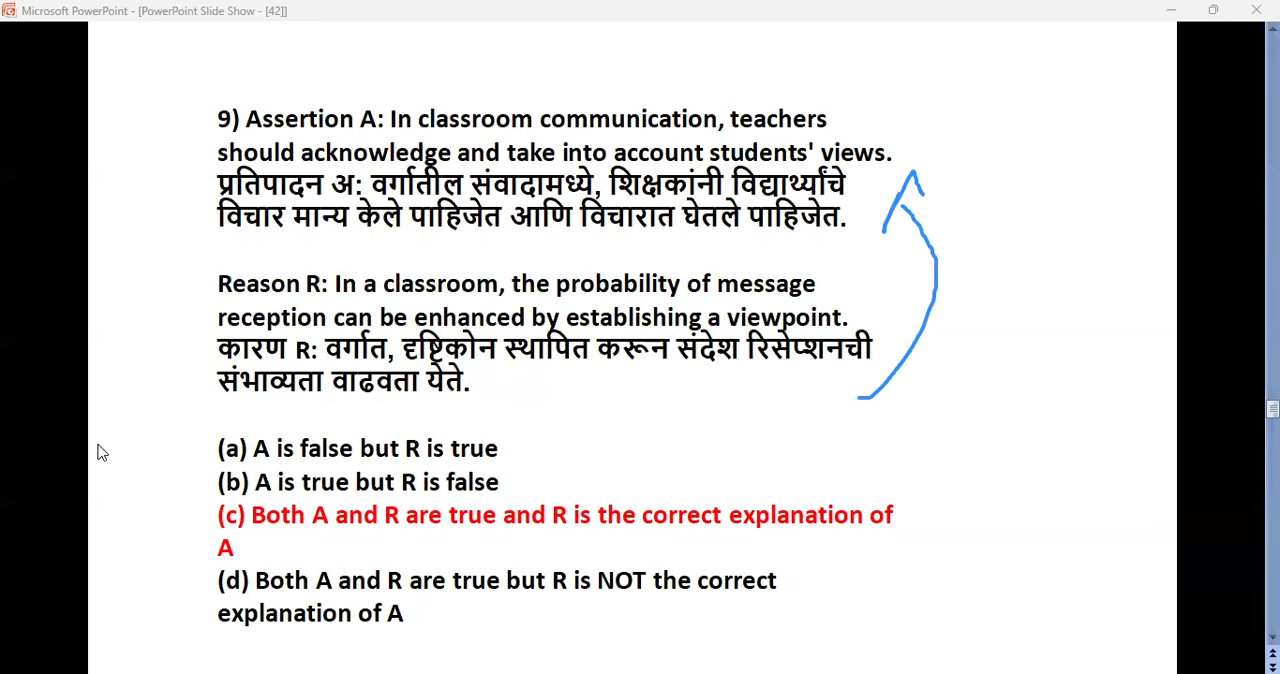 Microsoft PowerPoint - [PowerPoint Slide Show - [42]]
9) Assertion A: In classroom communication, teachers
should acknowledge and take into account students' views.
प्रतिपादन अ: वर्गातील संवादामध्ये, शिक्षकांनी विद्यार्थ्यांचे
विचार मान्य केले पाहिजेत आणि विचारात घेतले पाहिजेत.
Reason R: In a classroom, the probability of message
reception can be enhanced by establishing a viewpoint.
कारण R: वर्गात, दृष्टिकोन स्थापित करून संदेश रिसेप्शनची
संभाव्यता वाढवता येते.
(a) A is false but R is true
(b) A is true but R is false
(c) Both A and R are true and R is the correct explanation of
A
(d) Both A and R are true but R is NOT the correct
explanation of A